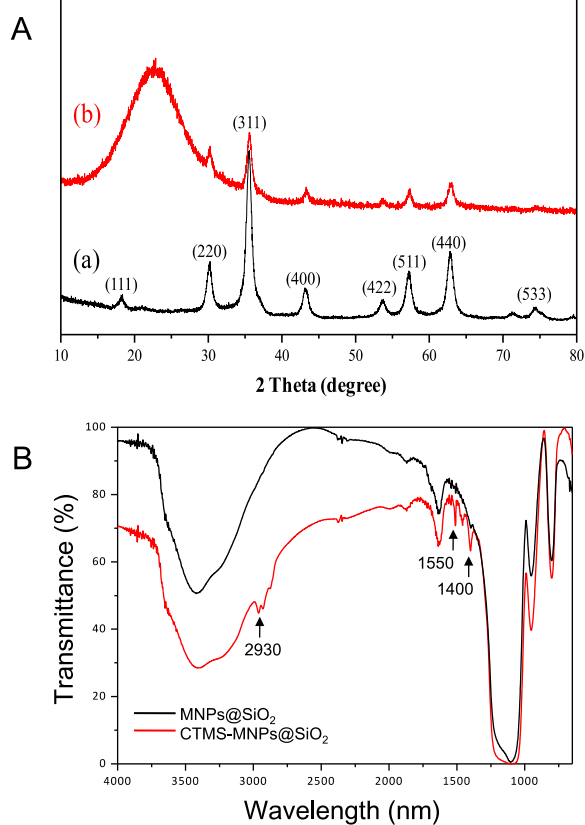 A
(b)
(311)
(a)
(111)
(220)
(400)
(422)
(511)
(440)
(533)
10 20 30 40 50 60 70 80
2 Theta (degree)
B
100
80
60
40
20
0
Transmittance (%)
2930
1550
1400
MNPs@SiO₂
CTMS-MNPs@SiO₂
4000 3500 3000 2500 2000 1500 1000
Wavelength (nm)